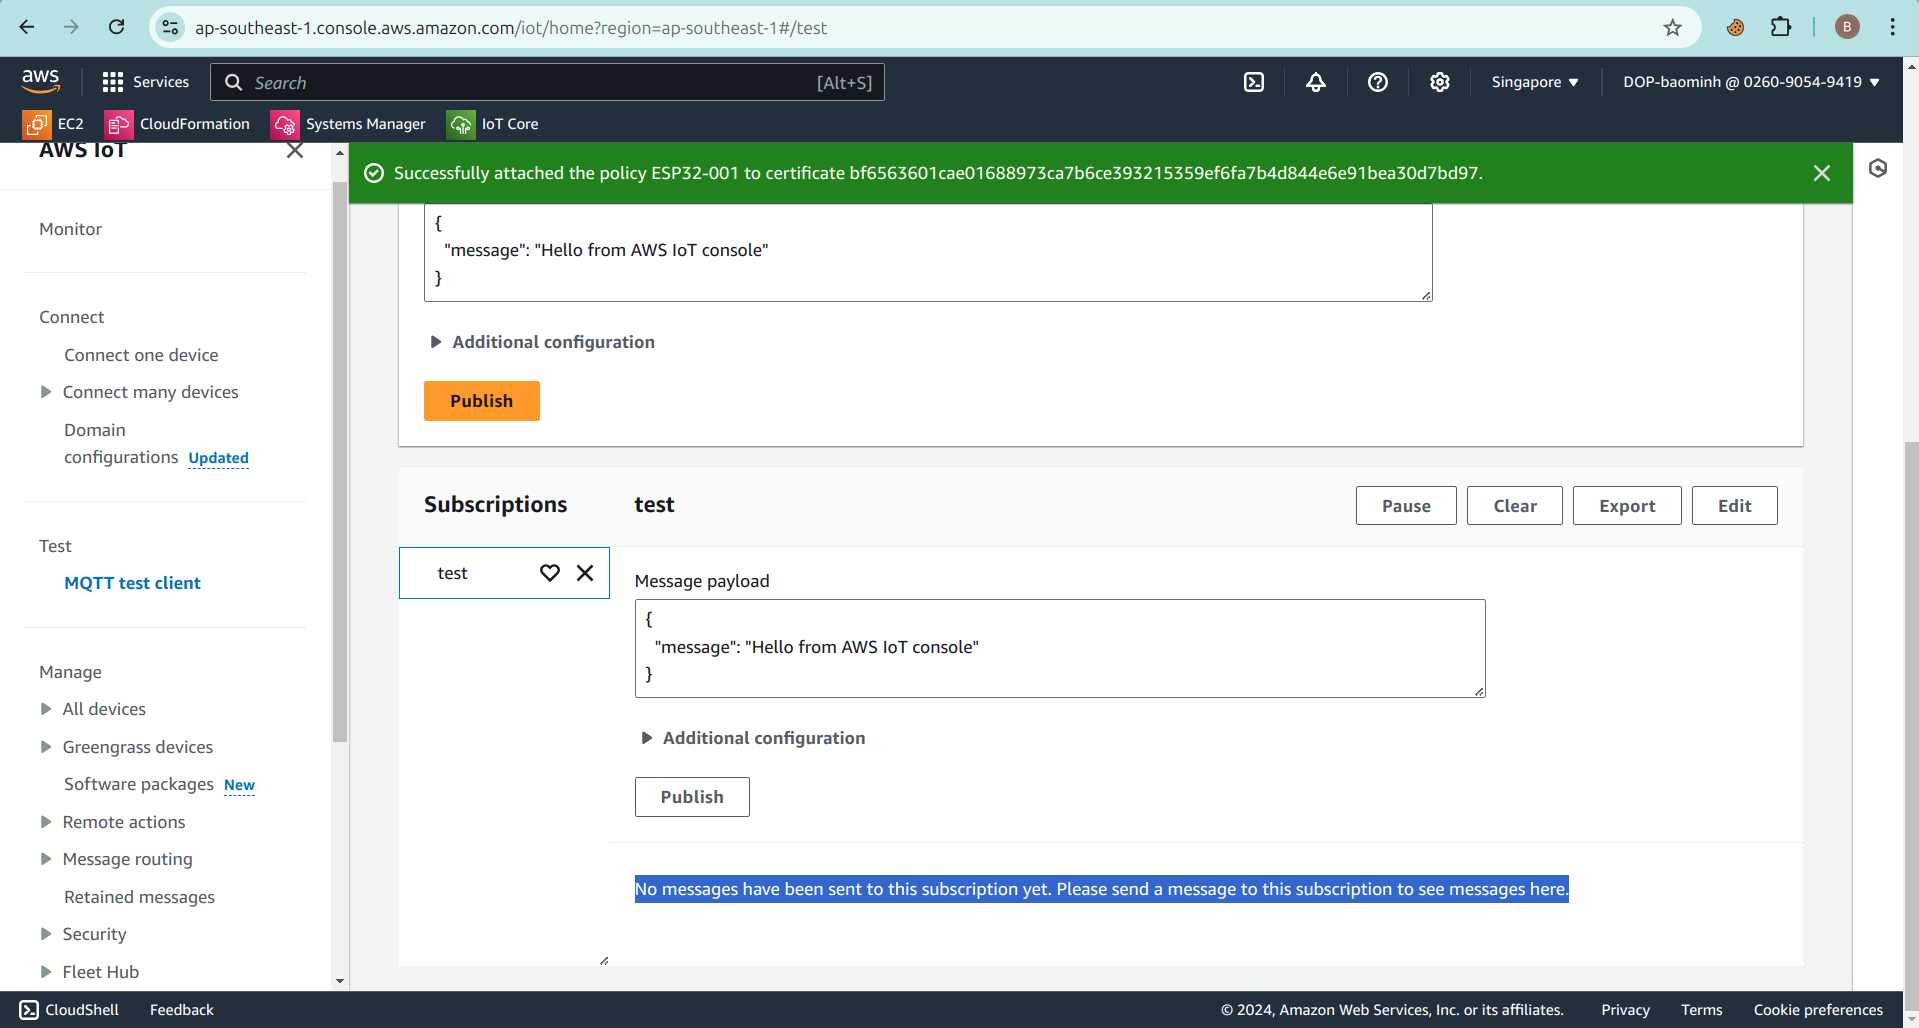 ap-southeast-1.console.aws.amazon.com/iot/home?region=ap-southeast-1#/test
B
aws
Services
Search
[Alt+S]
Singapore
DOP-baominh @ 0260-9054-9419
EC2
CloudFormation
Systems Manager
IoT Core
AWS IoT
Successfully attached the policy ESP32-001 to certificate bf6563601cae01688973ca7b6ce393215359ef6fa7b4d844e6e91bea30d7bd97.
Monitor
Connect
Connect one device
Connect many devices
Domain
configurations Updated
Test
MQTT test client
Manage
All devices
Greengrass devices
Software packages New
Remote actions
Message routing
Retained messages
Security
Fleet Hub
{
"message": "Hello from AWS IoT console"
}
Additional configuration
Publish
Subscriptions
test
Pause
Clear
Export
Edit
test
Message payload
{
"message": "Hello from AWS IoT console"
}
Additional configuration
Publish
No messages have been sent to this subscription yet. Please send a message to this subscription to see messages here.
CloudShell
Feedback
© 2024, Amazon Web Services, Inc. or its affiliates.
Privacy
Terms
Cookie preferences